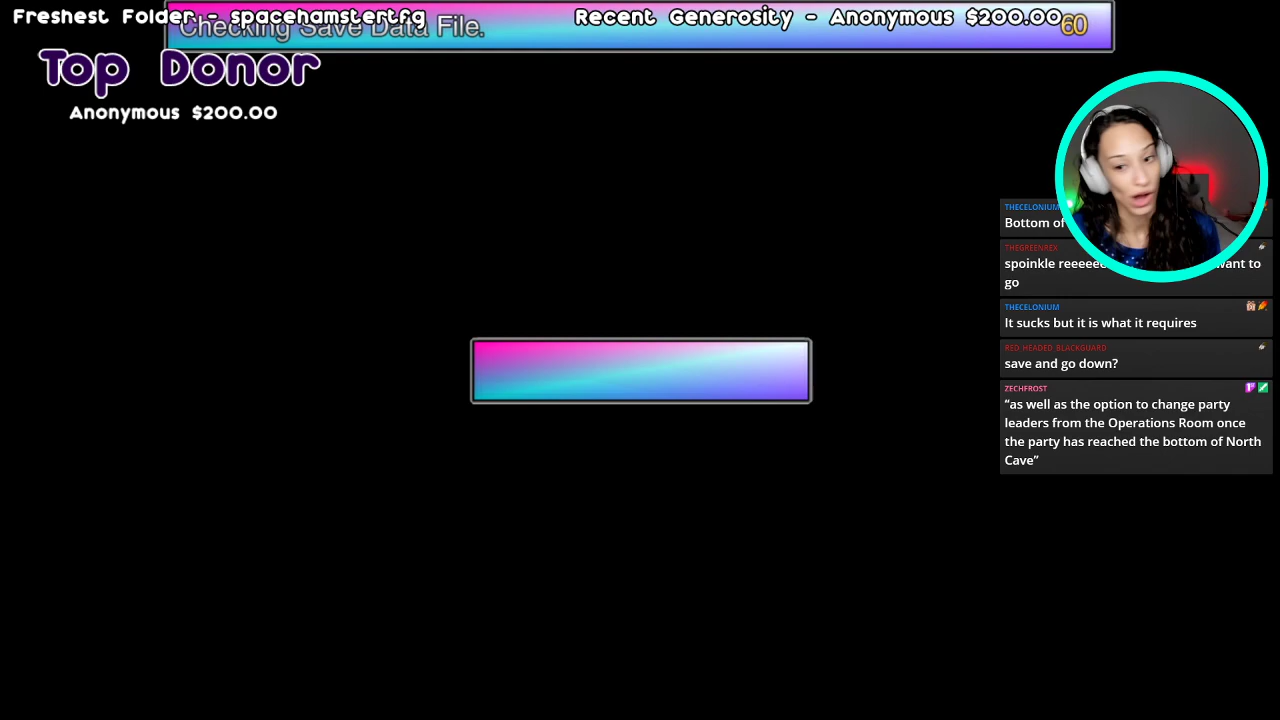 Freshest Folder - spacehamstertfg
Recent Generosity - Anonymous $200.00
Checking Save Data File.
60
Top Donor
Anonymous $200.00
THECELONIUM
Bottom of
THEGREENREX
spoinkle reeeee want to
go
THECELONIUM
It sucks but it is what it requires
RED_HEADED_BLACKGUARD
save and go down?
ZECHFROST
“as well as the option to change party
leaders from the Operations Room once
the party has reached the bottom of North
Cave”